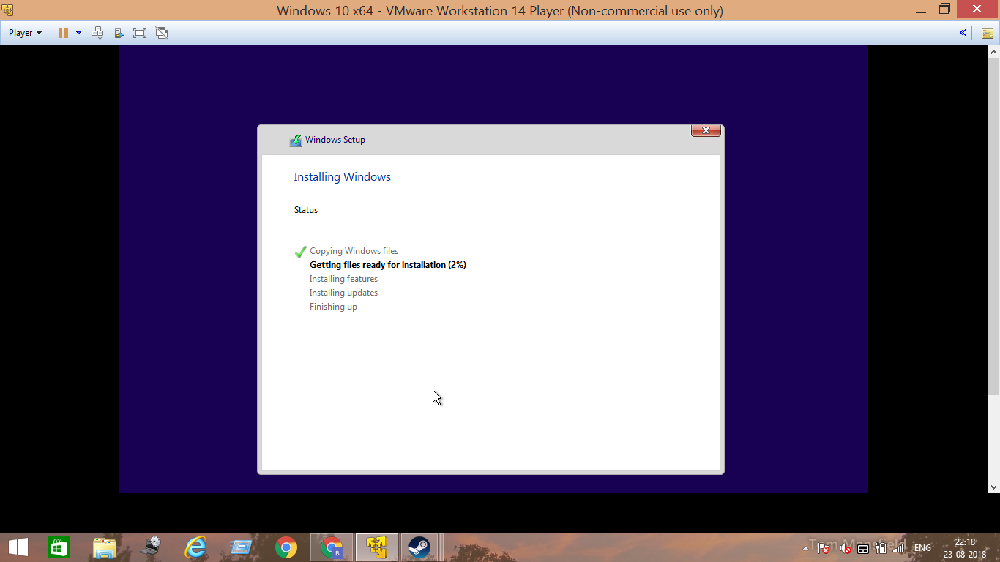 Windows 10 x64 - VMware Workstation 14 Player (Non-commercial use only)
Player
Windows Setup
Installing Windows
Status
Copying Windows files
Getting files ready for installation (2%)
Installing features
Installing updates
Finishing up
B
Tom Mansfield
ENG
22:18
23-08-2018